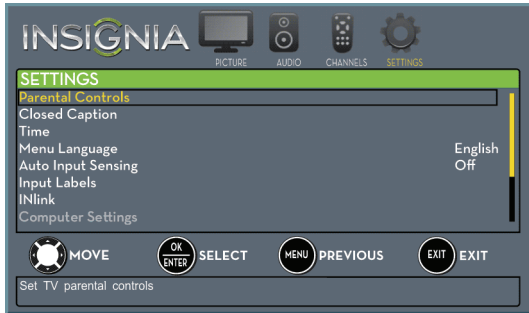 INSIGNIA
PICTURE AUDIO CHANNELS SETTINGS
SETTINGS
Parental Controls
Closed Caption
Time
Menu Language English
Auto Input Sensing Off
Input Labels
INlink
Computer Settings
MOVE OK ENTER SELECT MENU PREVIOUS EXIT EXIT
Set TV parental controls